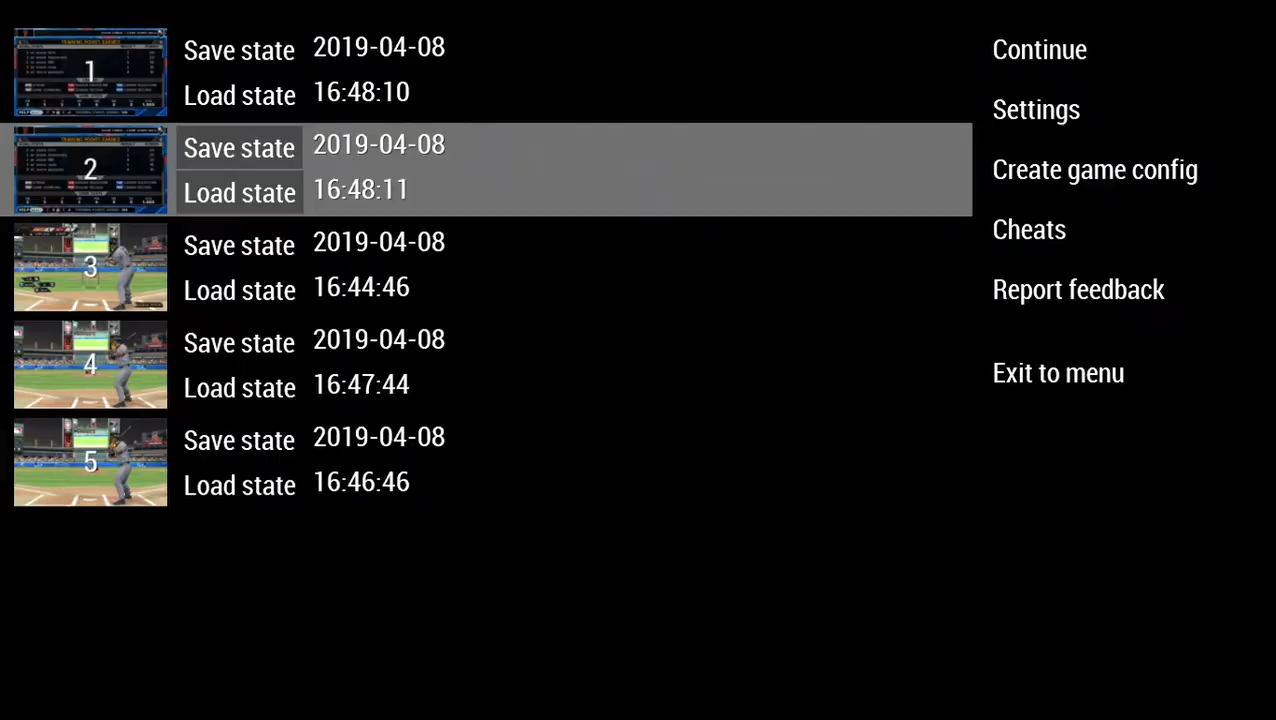 1
Save state 2019-04-08
Load state 16:48:10
2
Save state 2019-04-08
Load state 16:48:11
3
Save state 2019-04-08
Load state 16:44:46
4
Save state 2019-04-08
Load state 16:47:44
5
Save state 2019-04-08
Load state 16:46:46
Continue
Settings
Create game config
Cheats
Report feedback
Exit to menu